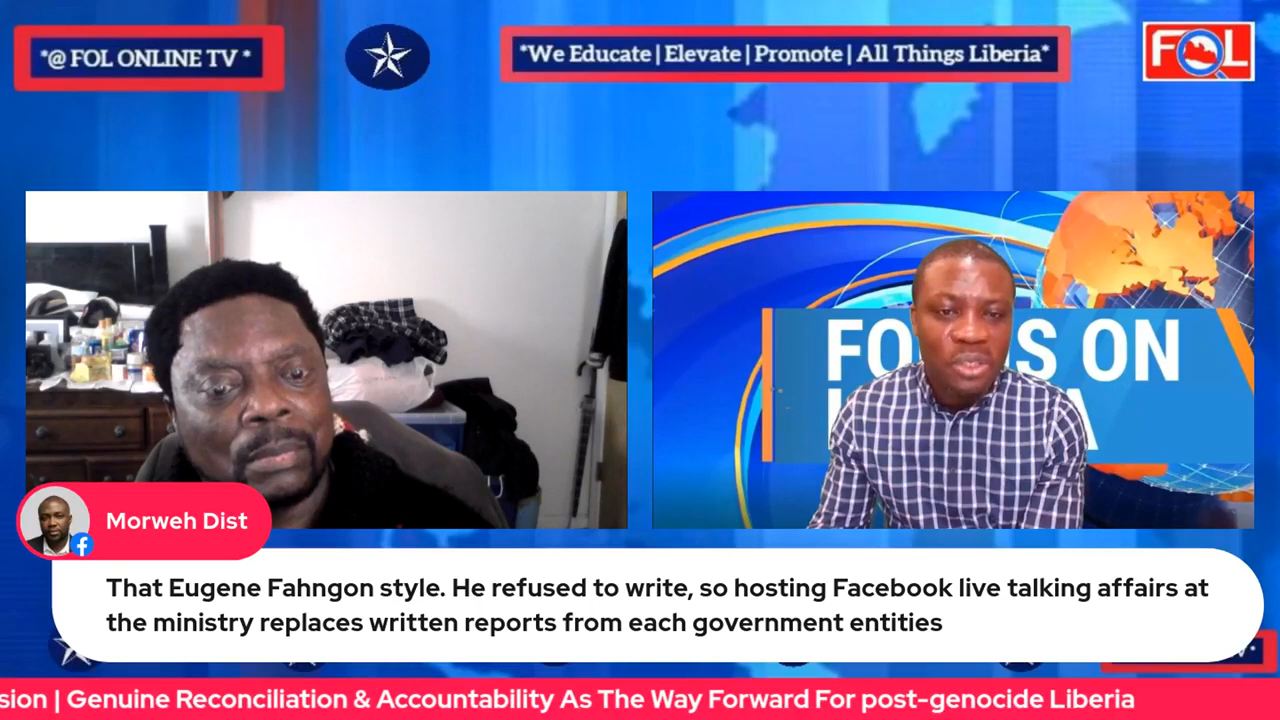 *@ FOL ONLINE TV *
*We Educate | Elevate | Promote | All Things Liberia*
FOL
FO S ON
Morweh Dist
That Eugene Fahngon style. He refused to write, so hosting Facebook live talking affairs at
the ministry replaces written reports from each government entities
sion | Genuine Reconciliation & Accountability As The Way Forward For post-genocide Liberia